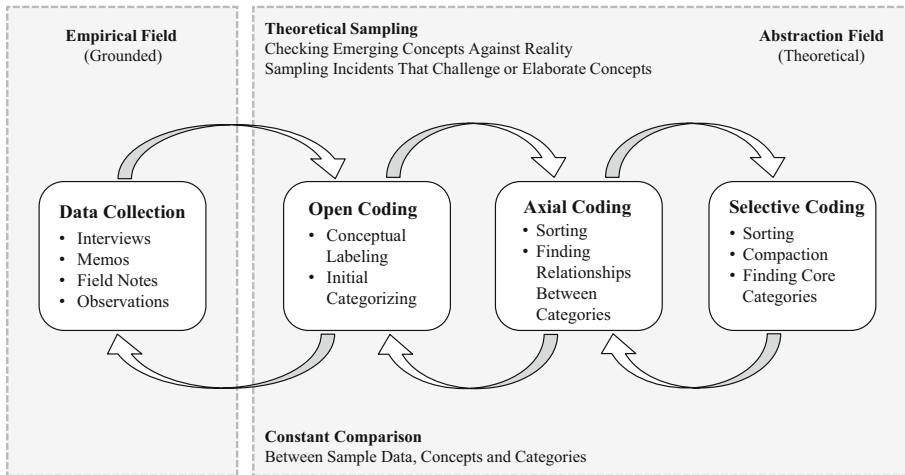 Empirical Field
(Grounded)
Theoretical Sampling
Checking Emerging Concepts Against Reality
Sampling Incidents That Challenge or Elaborate Concepts
Abstraction Field
(Theoretical)
Data Collection
• Interviews
• Memos
• Field Notes
• Observations
Open Coding
• Conceptual
Labeling
• Initial
Categorizing
Axial Coding
• Sorting
• Finding
Relationships
Between
Categories
Selective Coding
• Sorting
• Compaction
• Finding Core
Categories
Constant Comparison
Between Sample Data, Concepts and Categories